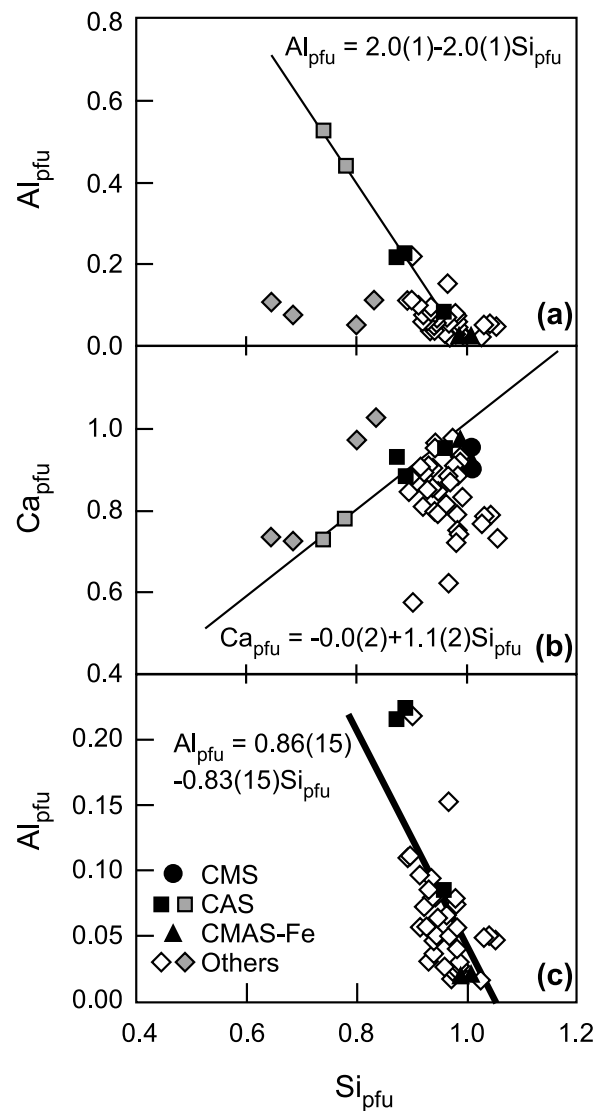 0.8
Al_pfu = 2.0(1)-2.0(1)Si_pfu
0.6
0.4
0.2
0.0
Al_pfu
(a)
1.0
0.8
0.6
0.4
Ca_pfu
Ca_pfu = -0.0(2)+1.1(2)Si_pfu
(b)
0.20
0.15
0.10
0.05
0.00
Al_pfu
Al_pfu = 0.86(15)
-0.83(15)Si_pfu
CMS
CAS
CMAS-Fe
Others
(c)
0.4 0.6 0.8 1.0 1.2
Si_pfu